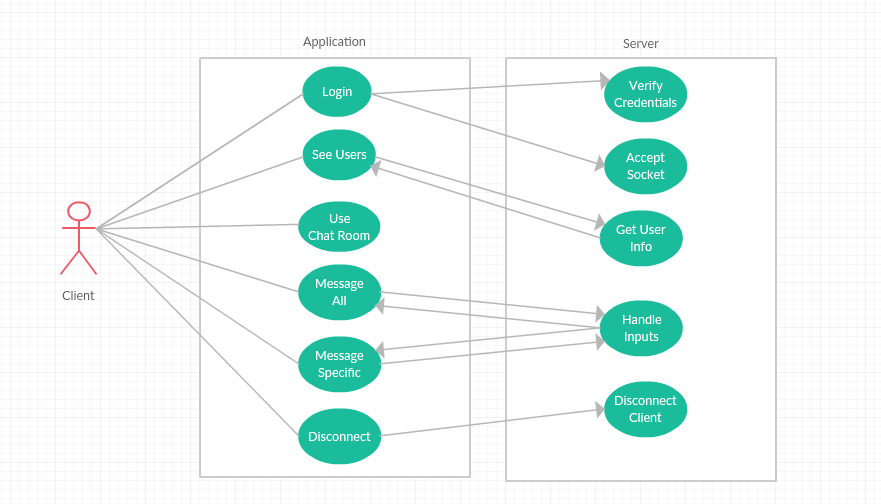 Application
Server
Login
Verify
Credentials
See Users
Accept
Socket
Use
Chat Room
Get User
Info
Client
Message
All
Handle
Inputs
Message
Specific
Disconnect
Client
Disconnect